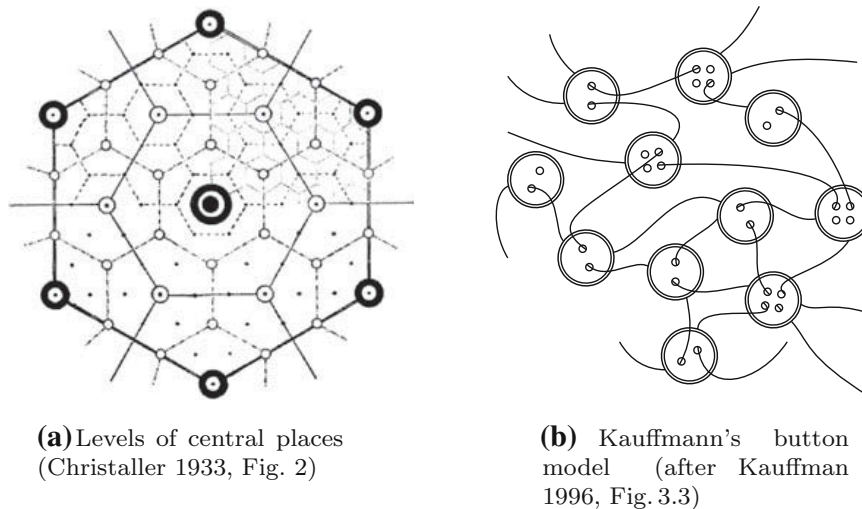 (a) Levels of central places
(Christaller 1933, Fig. 2)
(b) Kauffmann's button
model (after Kauffman
1996, Fig. 3.3)